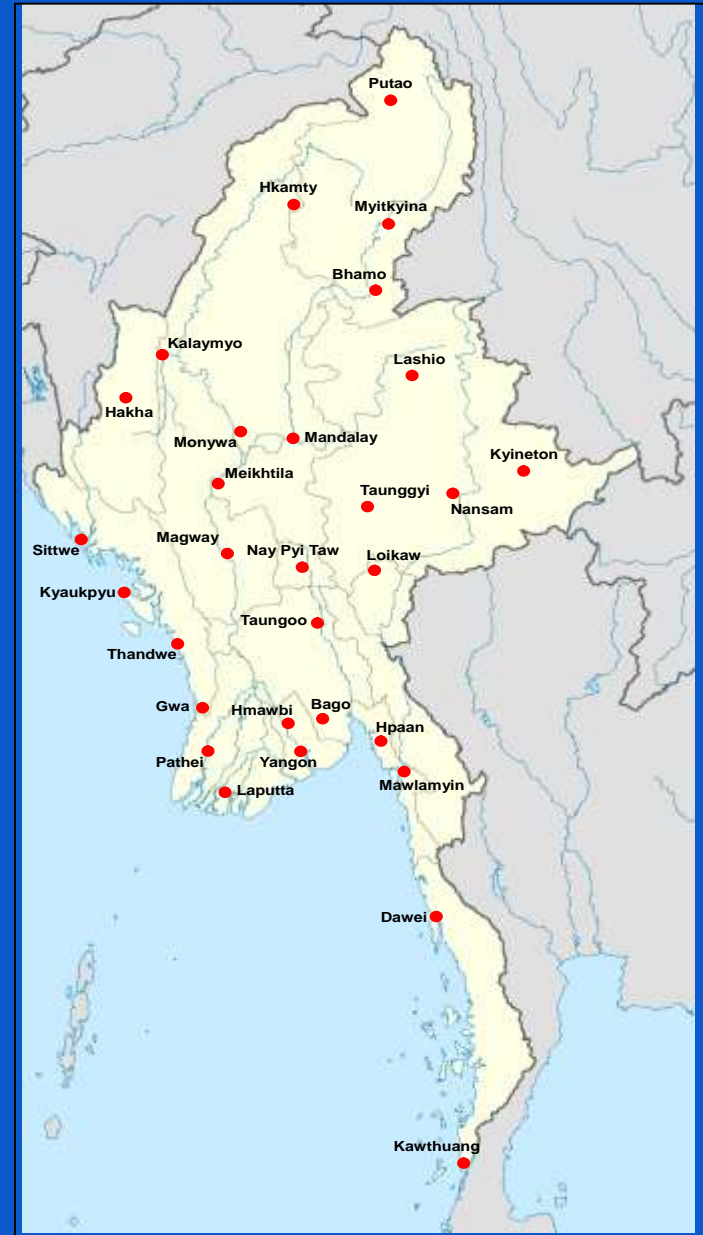 Putao
Hkamty
Myitkyina
Bhamo
Kalaymyo
Lashio
Hakha
Monywa
Mandalay
Kyineton
Meikhtila
Taunggyi
Nansam
Magway
Nay Pyi Taw
Sittwe
Loikaw
Kyaukpyu
Taungoo
Thandwe
Gwa
Hmawbi
Bago
Hpaan
Pathei
Yangon
Mawlamyin
Laputta
Dawei
Kawthuang